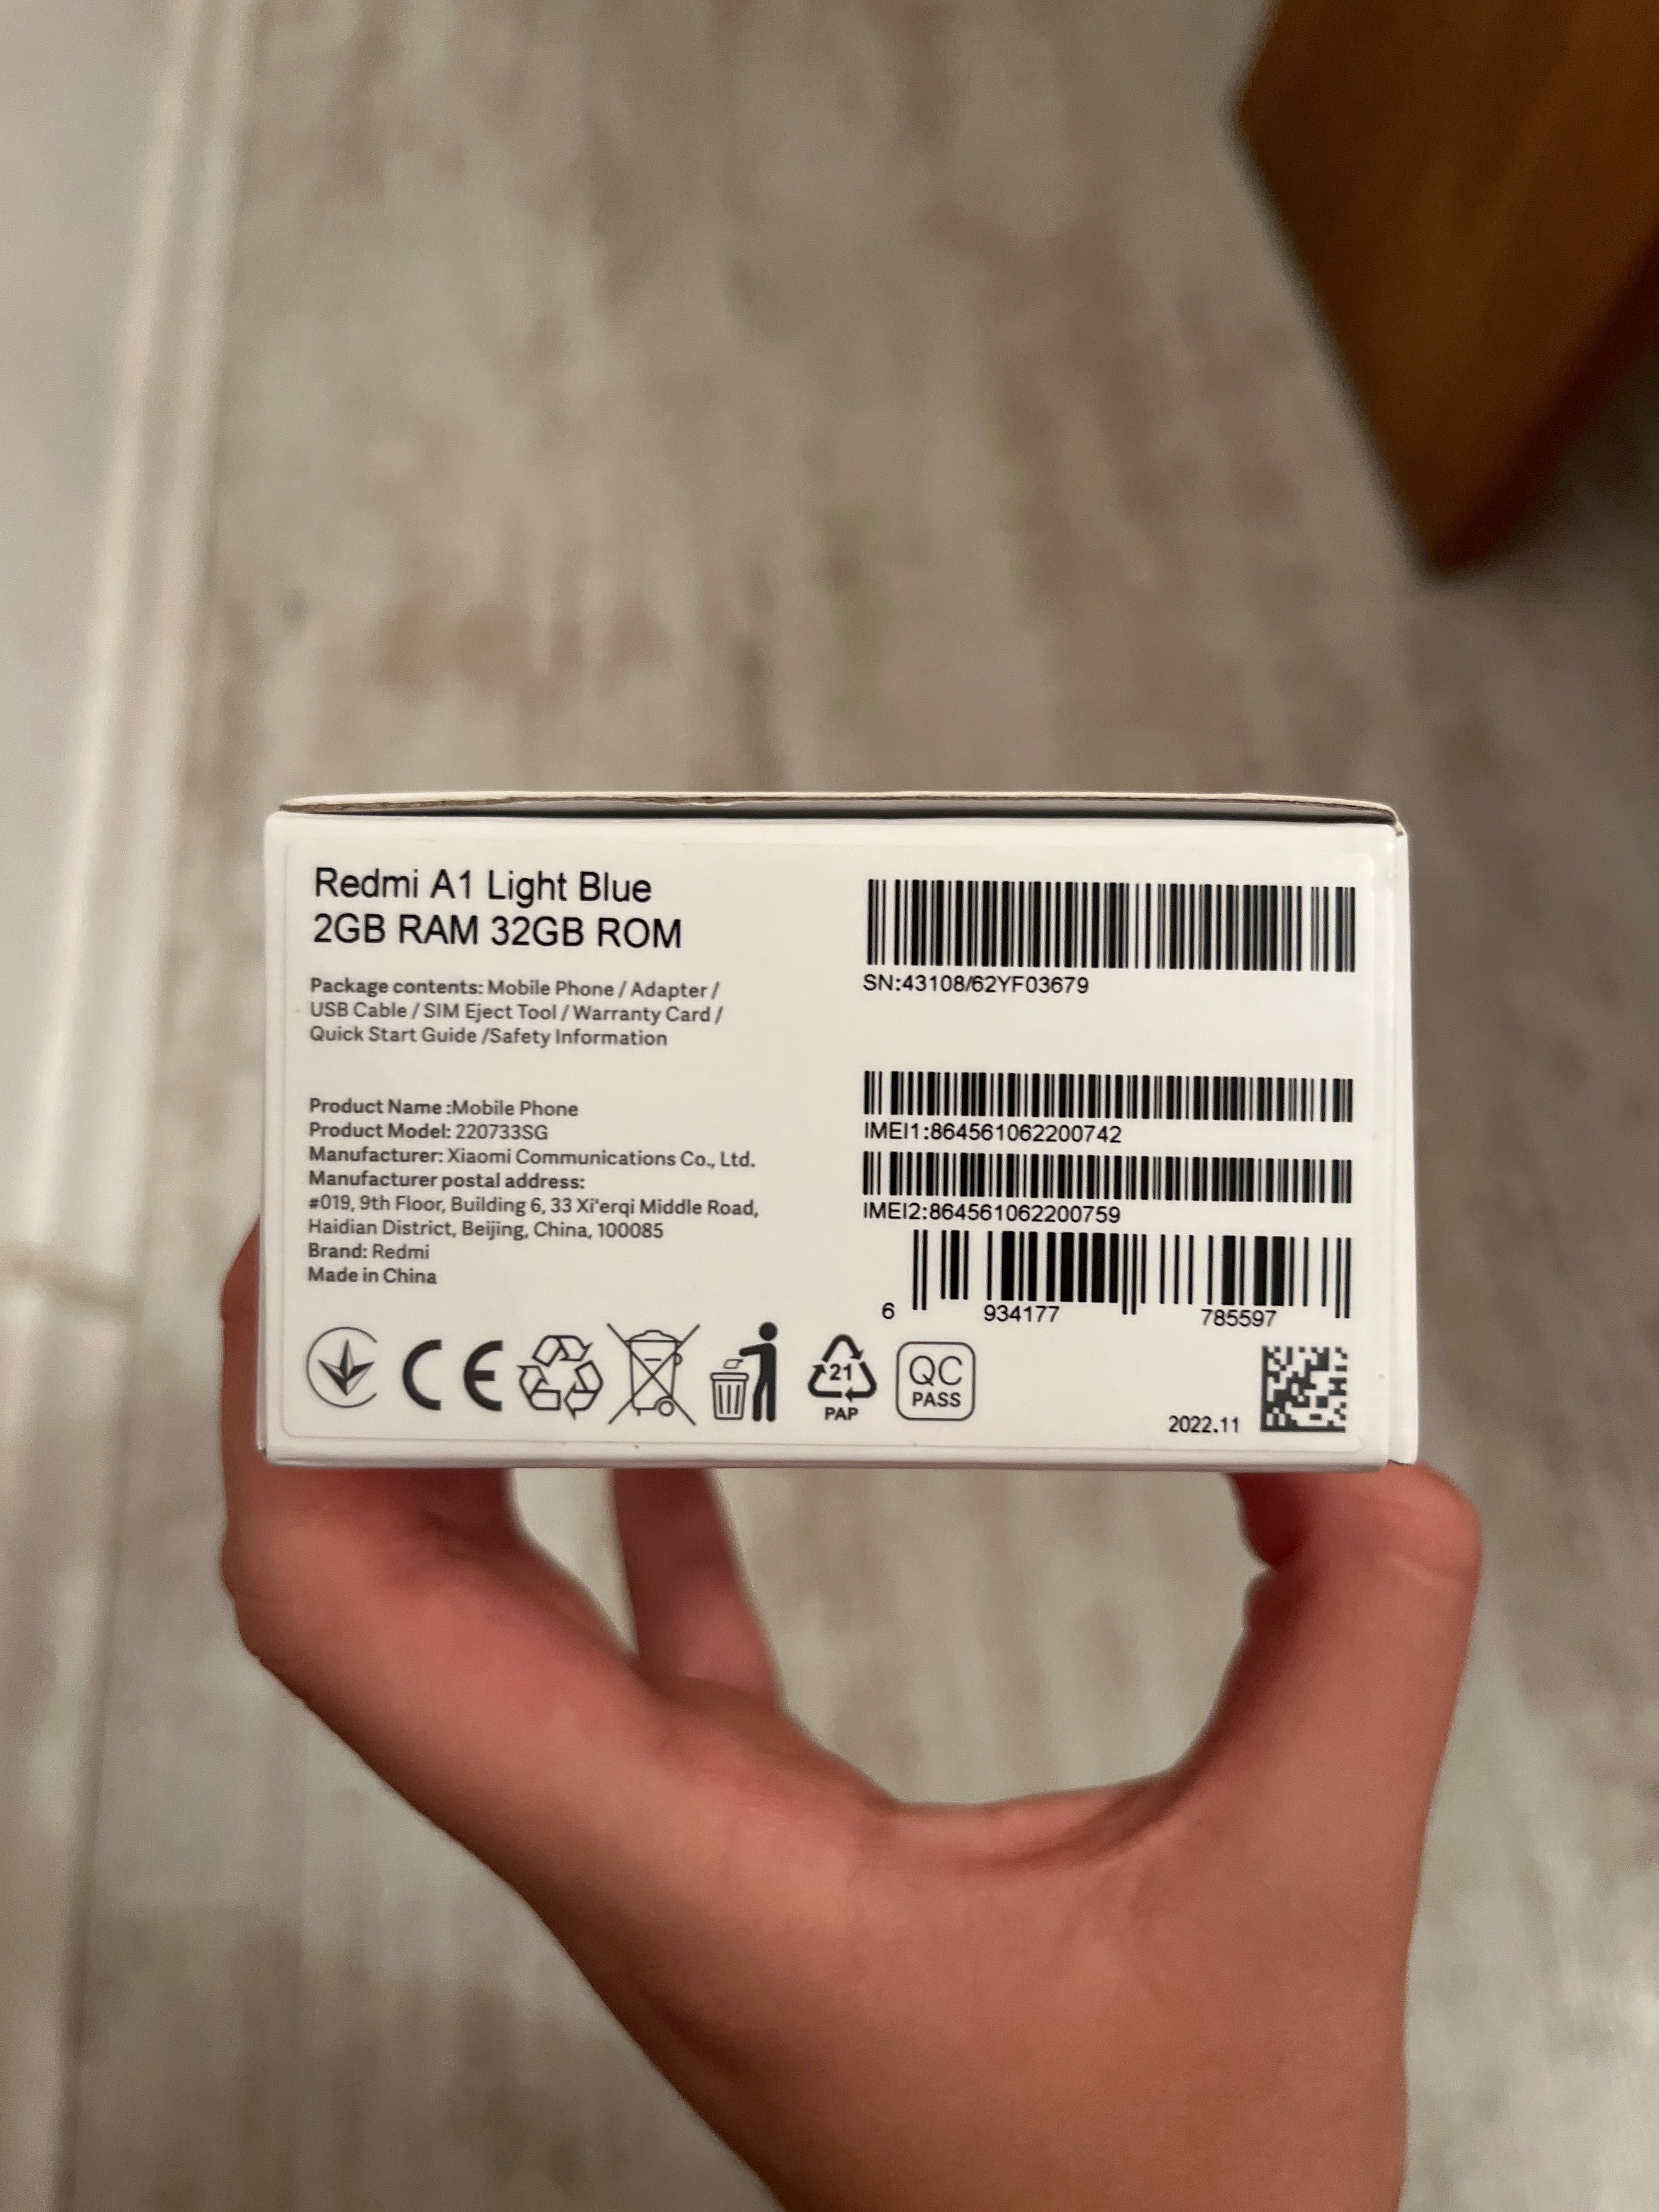 Redmi A1 Light Blue
2GB RAM 32GB ROM
Package contents: Mobile Phone / Adapter /
USB Cable / SIM Eject Tool / Warranty Card /
Quick Start Guide /Safety Information
Product Name :Mobile Phone
Product Model: 220733SG
Manufacturer: Xiaomi Communications Co., Ltd.
Manufacturer postal address:
#019, 9th Floor, Building 6, 33 Xi'erqi Middle Road,
Haidian District, Beijing, China, 100085
Brand: Redmi
Made in China
CE
21
PAP
QC
PASS
SN:43108/62YF03679
IMEI1:864561062200742
IMEI2:864561062200759
6 934177 785597
2022.11